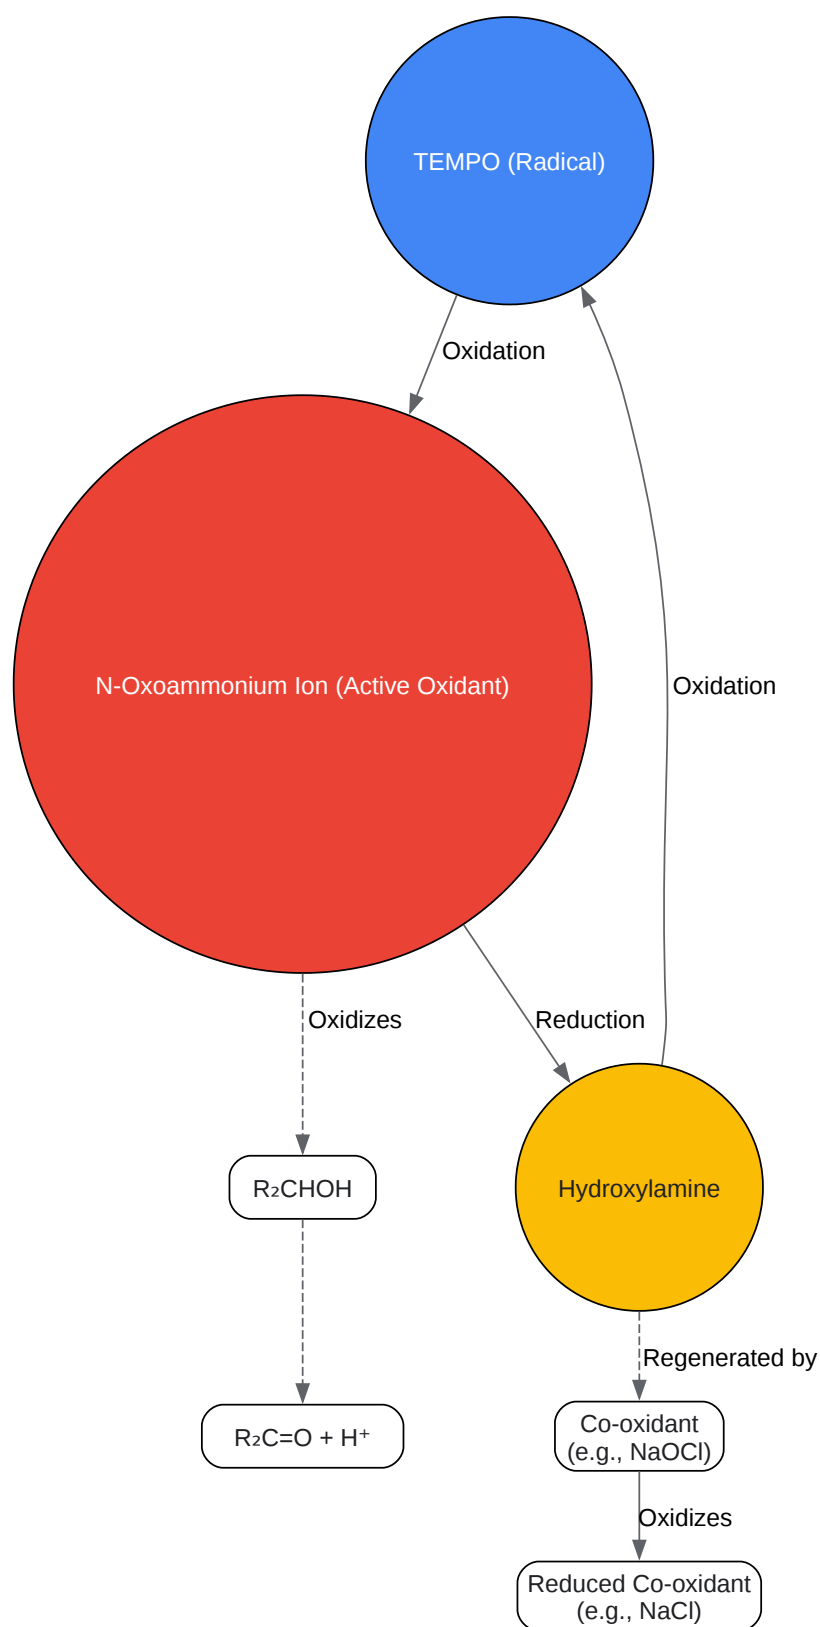 TEMPO (Radical)
Oxidation
N-Oxoammonium Ion (Active Oxidant)
Oxidation
Oxidizes
Reduction
R₂CHOH
Hydroxylamine
Regenerated by
R₂C=O + H⁺
Co-oxidant
(e.g., NaOCl)
Oxidizes
Reduced Co-oxidant
(e.g., NaCl)